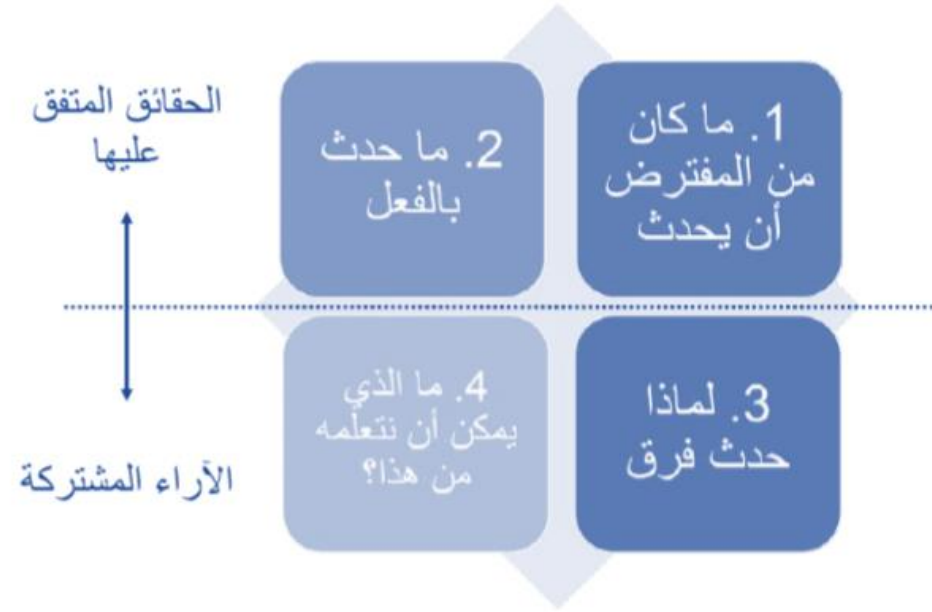 1. ما كان
من المفترض
أن يحدث
2. ما حدث
بالفعل
الحقائق المتفق
عليها
3. لماذا
حدث فرق
4. ما الذي
يمكن أن نتعلمه
من هذا؟
الآراء المشتركة